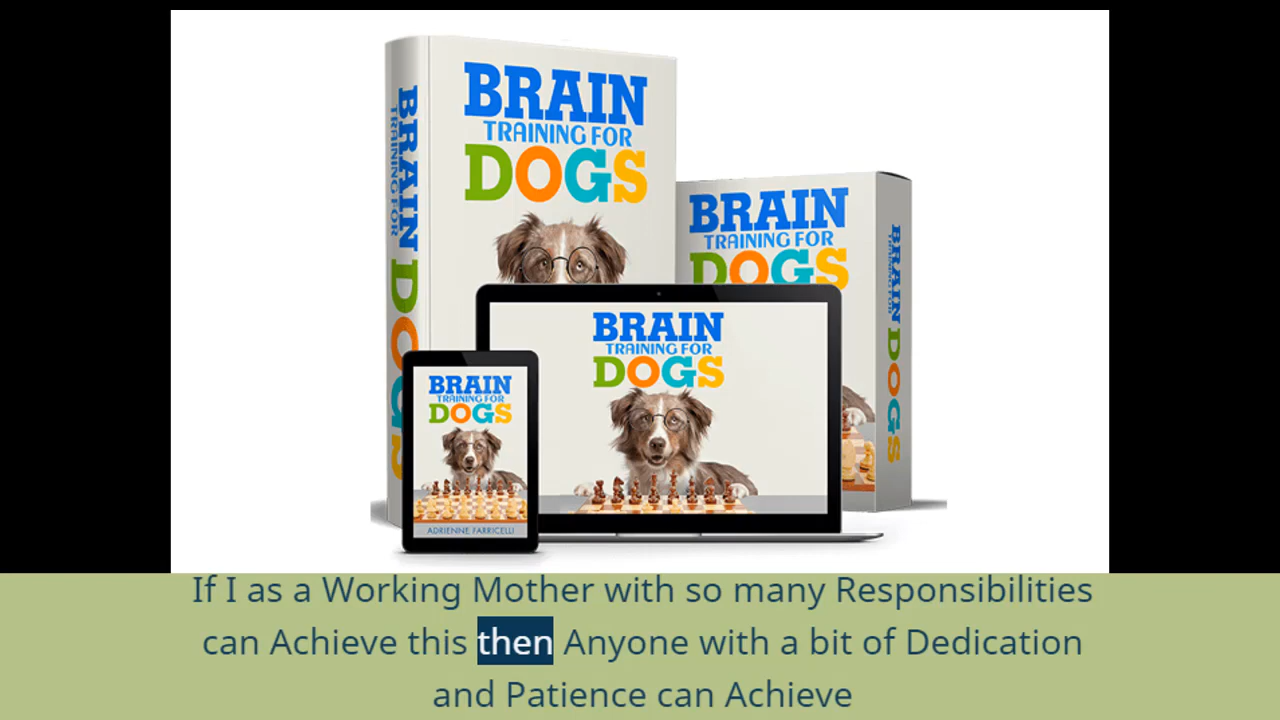 BRAIN
TRAINING FOR
DOGS
BRAIN TRAINING FOR DOGS
BRAIN
TRAINING FOR
DOGS
BRAIN TRAINING FOR DOGS
BRAIN
TRAINING FOR
DOGS
BRAIN
TRAINING FOR
DOGS
ADRIENNE FARRICELLI
If I as a Working Mother with so many Responsibilities
can Achieve this then Anyone with a bit of Dedication
and Patience can Achieve